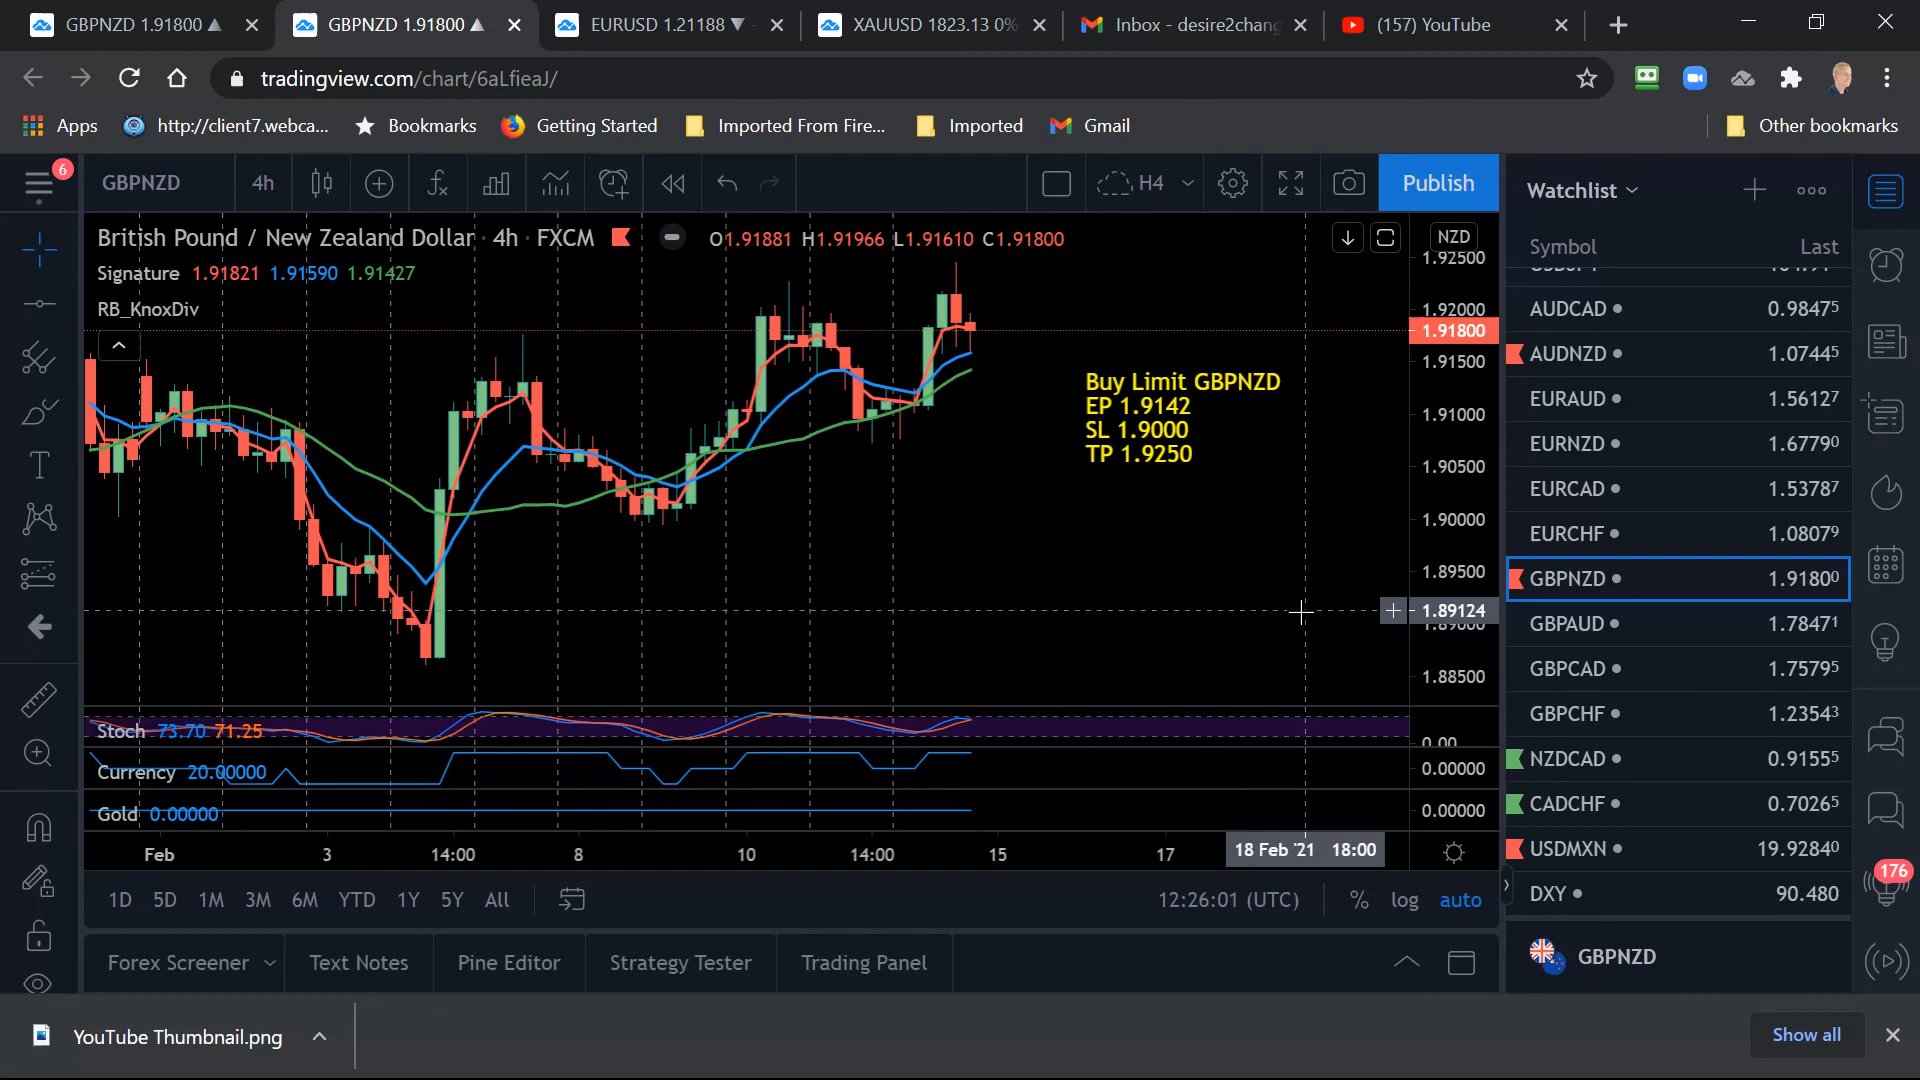 GBPNZD 1.91800 ▲
GBPNZD 1.91800 ▲
EURUSD 1.21188 ▼
XAUUSD 1823.13 0%
Inbox - desire2chang
(157) YouTube
tradingview.com/chart/6aLfieaJ/
Apps
http://client7.webca...
Bookmarks
Getting Started
Imported From Fire...
Imported
Gmail
Other bookmarks
6
GBPNZD
4h
H4
Publish
Watchlist
British Pound / New Zealand Dollar · 4h · FXCM
O1.91881 H1.91966 L1.91610 C1.91800
NZD
Signature 1.91821 1.91590 1.91427
RB_KnoxDiv
Buy Limit GBPNZD
EP 1.9142
SL 1.9000
TP 1.9250
1.92500
1.92000
1.91800
1.91500
1.91000
1.90500
1.90000
1.89500
1.89124
1.89000
1.88500
Stoch 73.70 71.25
0.00
Currency 20.00000
0.00000
Gold 0.00000
0.00000
Feb
3
14:00
8
10
14:00
15
17
18 Feb '21 18:00
1D
5D
1M
3M
6M
YTD
1Y
5Y
All
12:26:01 (UTC)
%
log
auto
Forex Screener
Text Notes
Pine Editor
Strategy Tester
Trading Panel
Symbol
Last
AUDCAD 0.98475
AUDNZD 1.07445
EURAUD 1.56127
EURNZD 1.67790
EURCAD 1.53787
EURCHF 1.08079
GBPNZD 1.91800
GBPAUD 1.78471
GBPCAD 1.75795
GBPCHF 1.23543
NZDCAD 0.91555
CADCHF 0.70265
USDMXN 19.92840
DXY 90.480
GBPNZD
176
YouTube Thumbnail.png
Show all